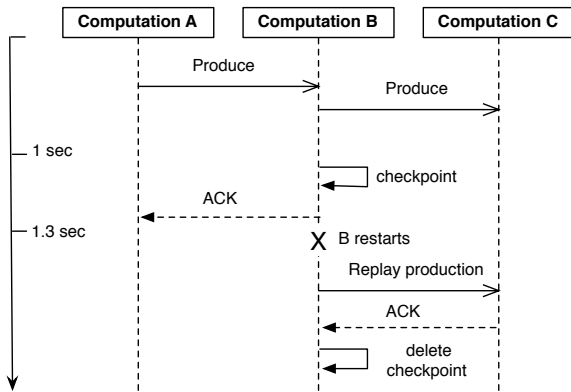 Computation A
Computation B
Computation C
Produce
Produce
1 sec
checkpoint
ACK
1.3 sec
X
B restarts
Replay production
ACK
delete
checkpoint